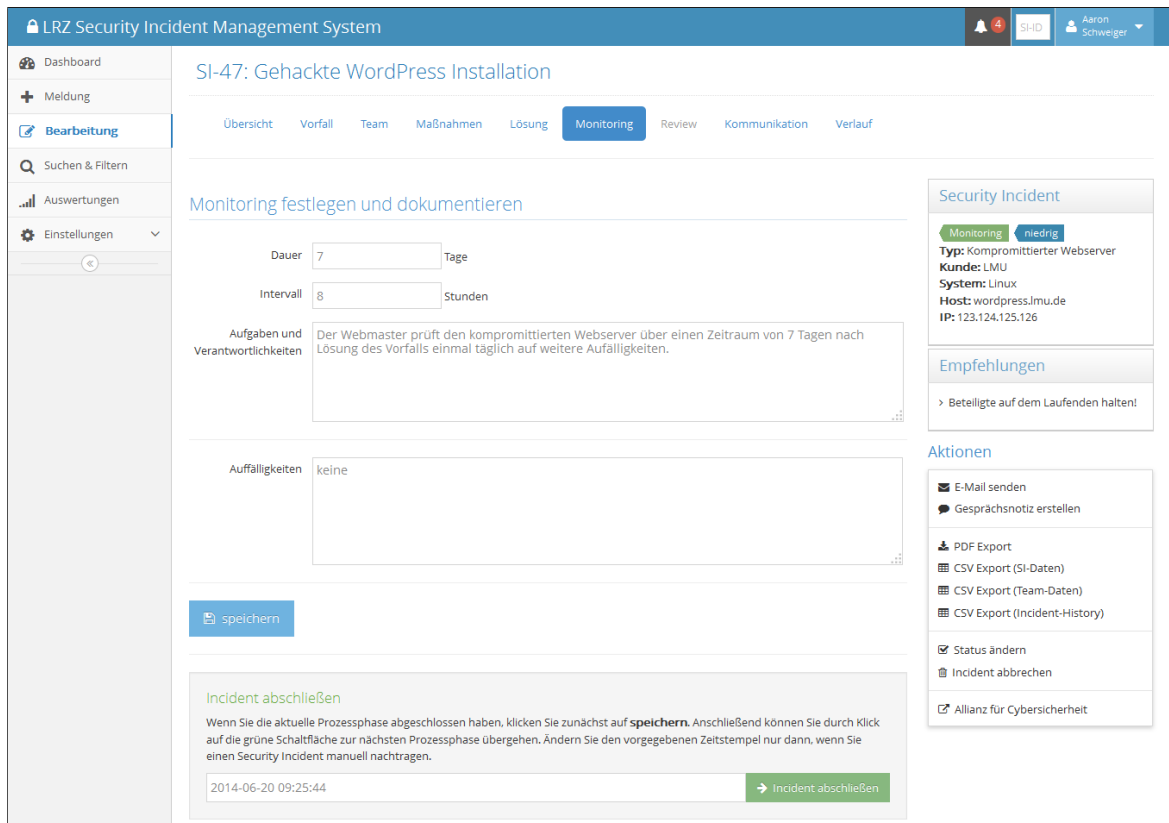 LRZ Security Incident Management System
4
SI-ID
Aaron
Schweiger
Dashboard
Meldung
Bearbeitung
Suchen & Filtern
Auswertungen
Einstellungen
SI-47: Gehackte WordPress Installation
Übersicht Vorfall Team Maßnahmen Lösung Monitoring Review Kommunikation Verlauf
Monitoring festlegen und dokumentieren
Dauer 7 Tage
Intervall 8 Stunden
Aufgaben und
Verantwortlichkeiten
Der Webmaster prüft den kompromittierten Webserver über einen Zeitraum von 7 Tagen nach
Lösung des Vorfalls einmal täglich auf weitere Aufälligkeiten.
Auffälligkeiten keine
speichern
Incident abschließen
Wenn Sie die aktuelle Prozessphase abgeschlossen haben, klicken Sie zunächst auf speichern. Anschließend können Sie durch Klick
auf die grüne Schaltfläche zur nächsten Prozessphase übergehen. Ändern Sie den vorgegebenen Zeitstempel nur dann, wenn Sie
einen Security Incident manuell nachtragen.
2014-06-20 09:25:44 Incident abschließen
Security Incident
Monitoring niedrig
Typ: Kompromittierter Webserver
Kunde: LMU
System: Linux
Host: wordpress.lmu.de
IP: 123.124.125.126
Empfehlungen
Beteiligte auf dem Laufenden halten!
Aktionen
E-Mail senden
Gesprächsnotiz erstellen
PDF Export
CSV Export (SI-Daten)
CSV Export (Team-Daten)
CSV Export (Incident-History)
Status ändern
Incident abbrechen
Allianz für Cybersicherheit